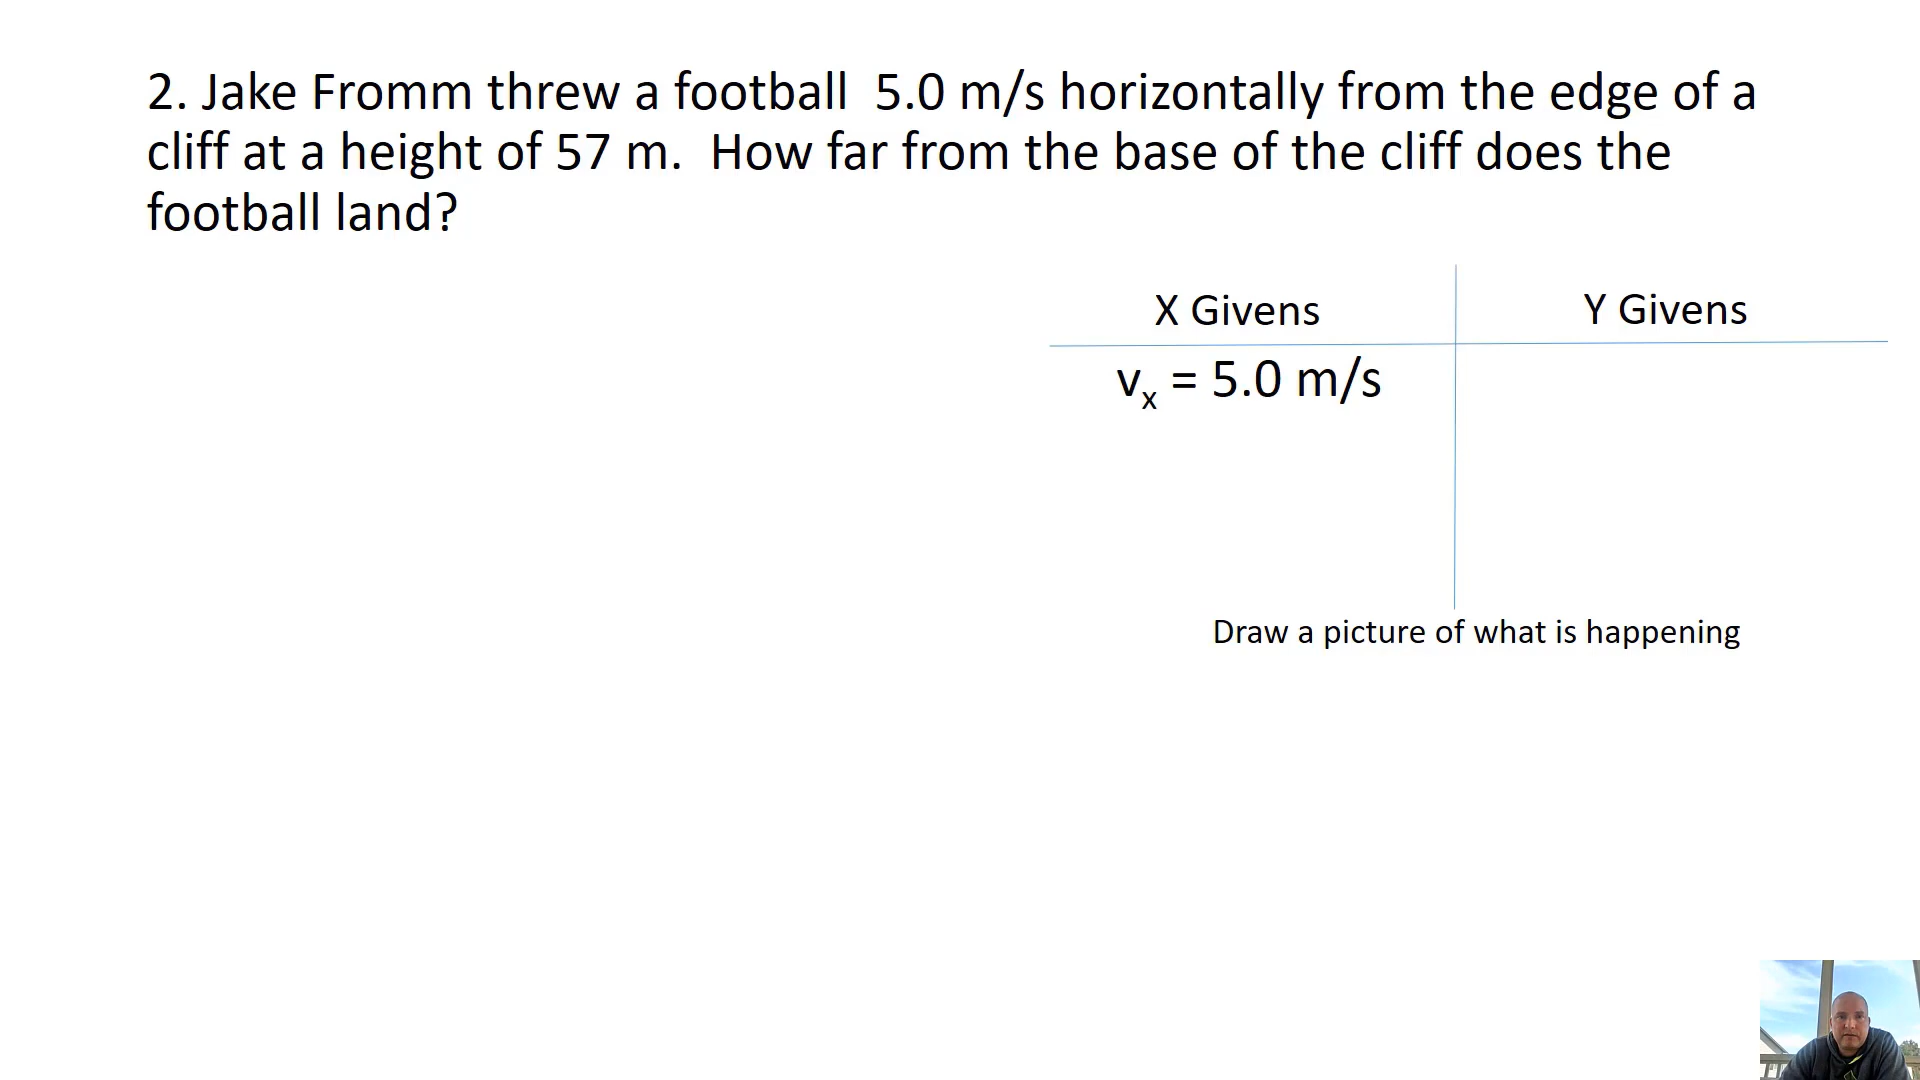 2. Jake Fromm threw a football  5.0 m/s horizontally from the edge of a
cliff at a height of 57 m.  How far from the base of the cliff does the
football land?
X Givens
Y Givens
vₓ = 5.0 m/s
Draw a picture of what is happening